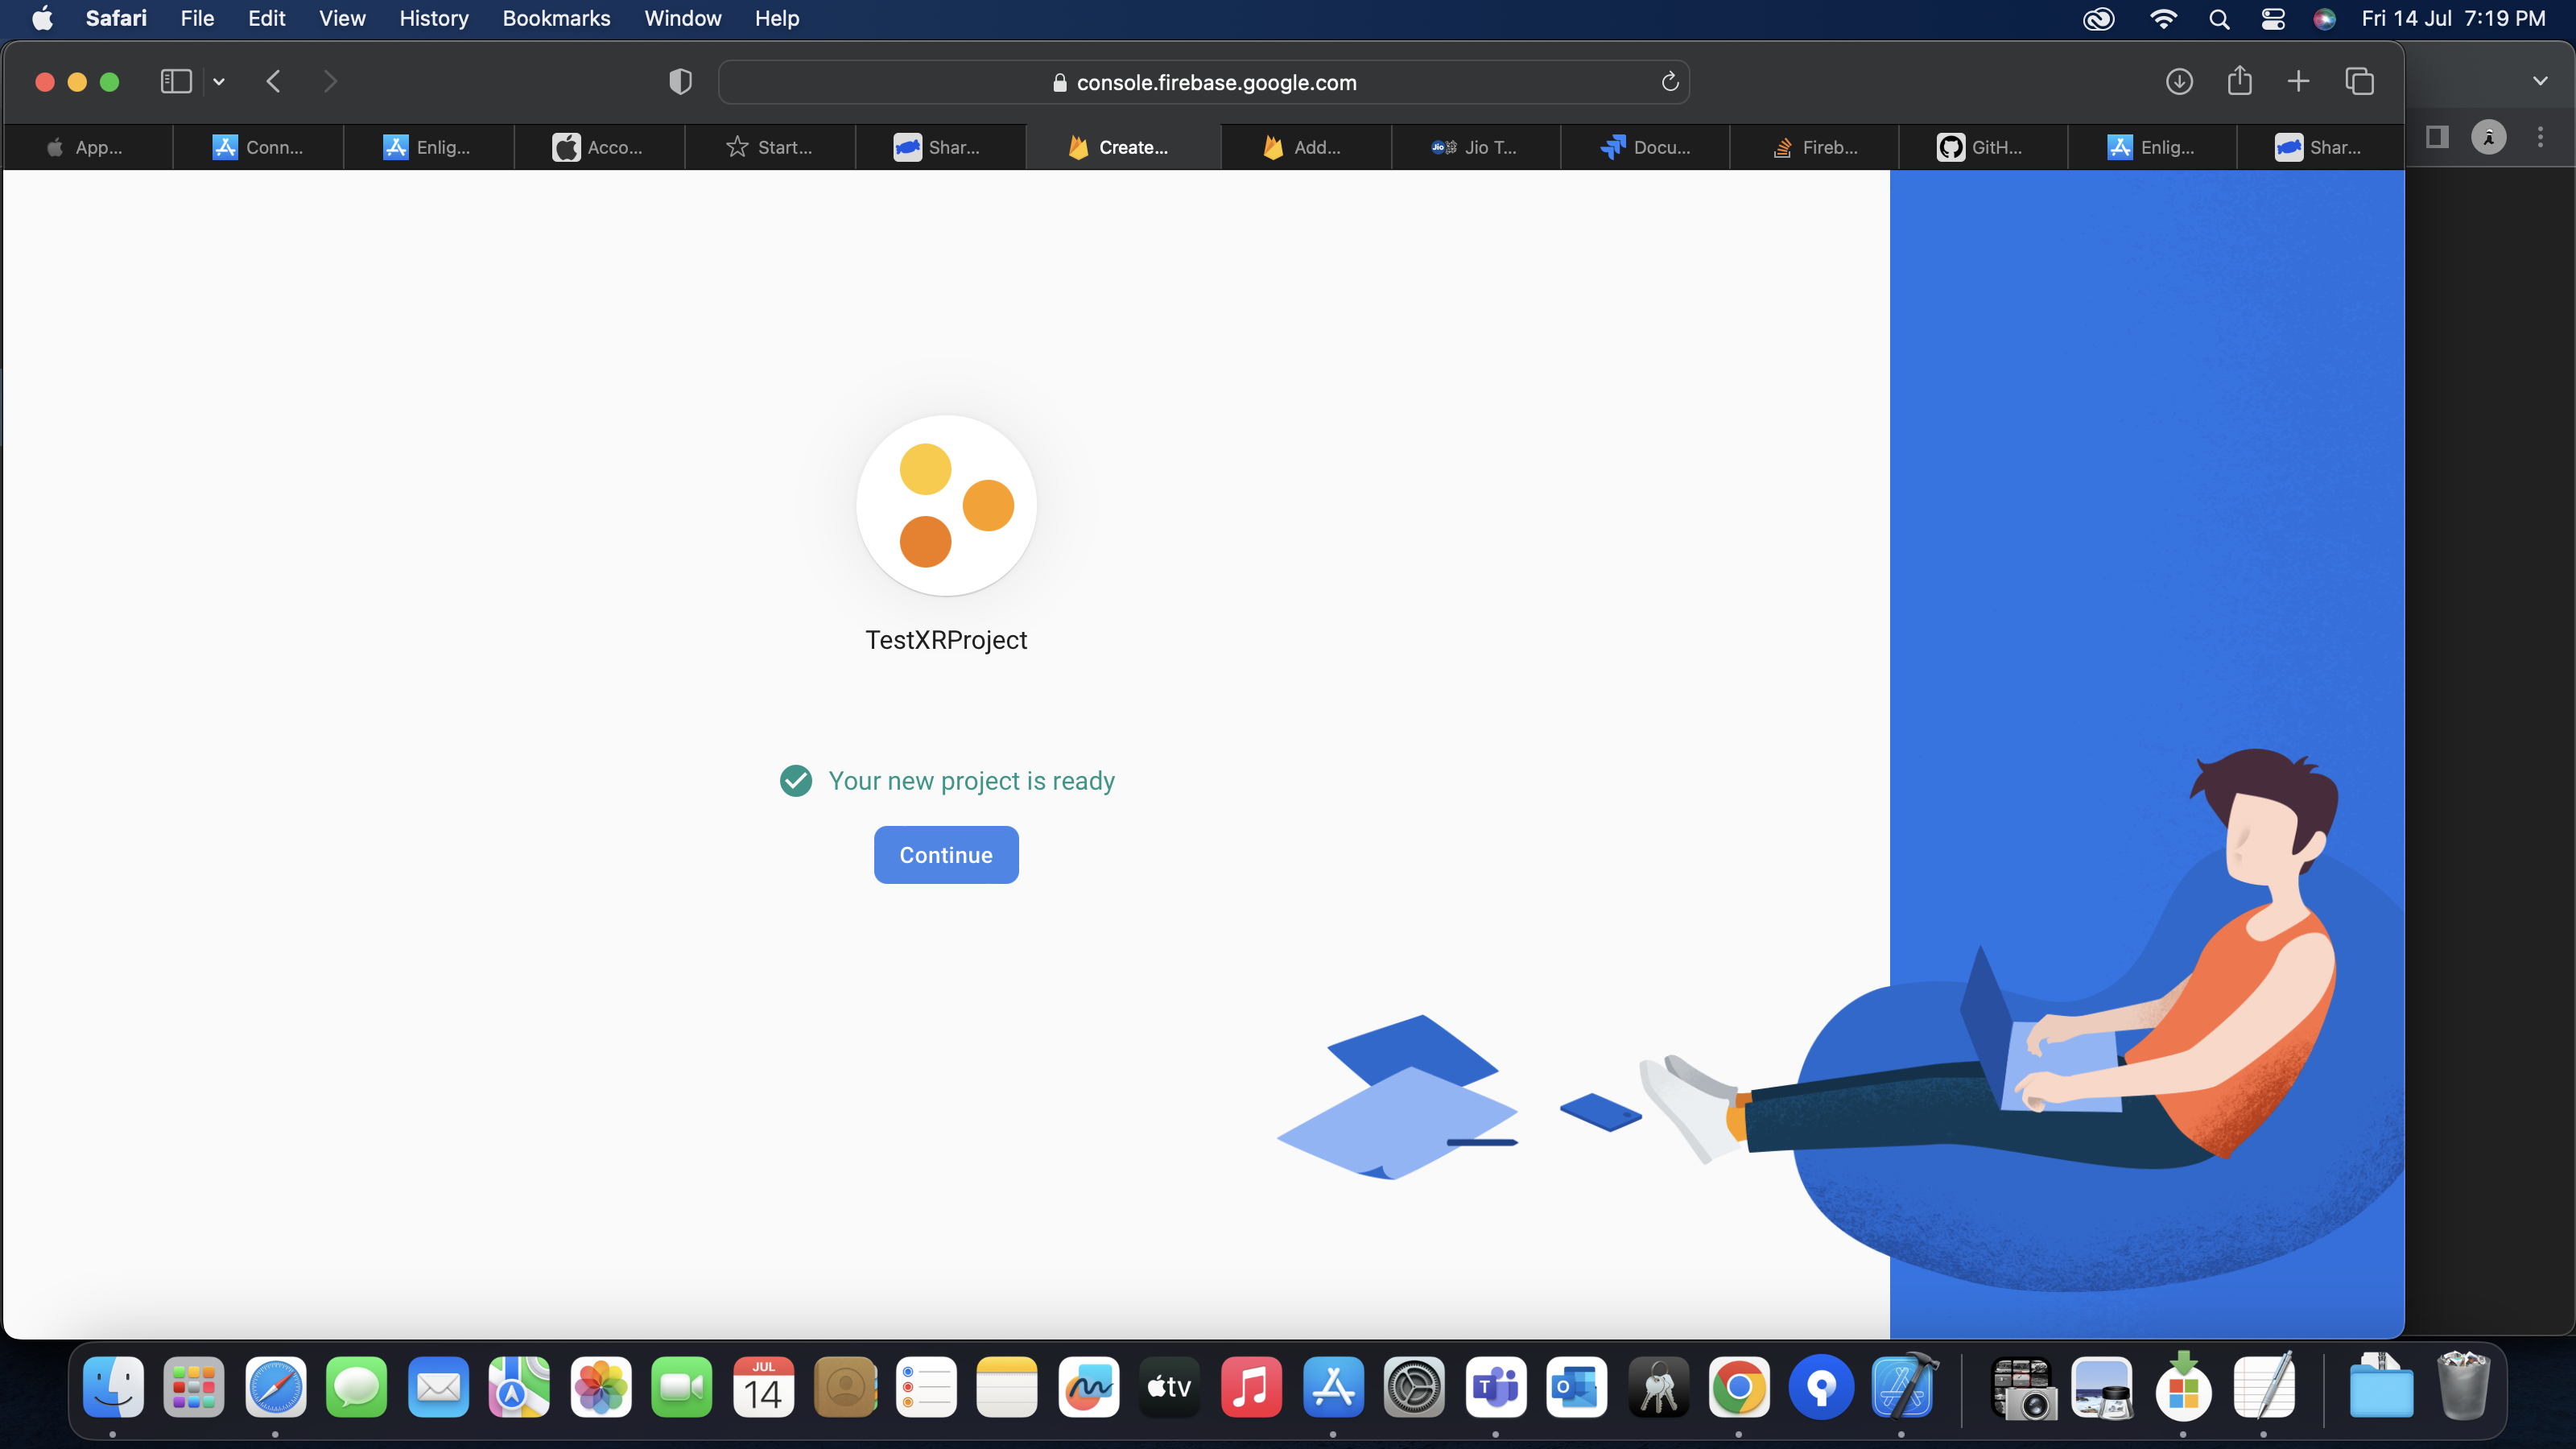 Safari File Edit View History Bookmarks Window Help Fri 14 Jul 7:19 PM
console.firebase.google.com
App... Conn... Enlig... Acco... Start... Shar... Create... Add... Jio Jio T... Docu... Fireb... GitH... Enlig... Shar...
TestXRProject
Your new project is ready
Continue
JUL
14
tv
T
O